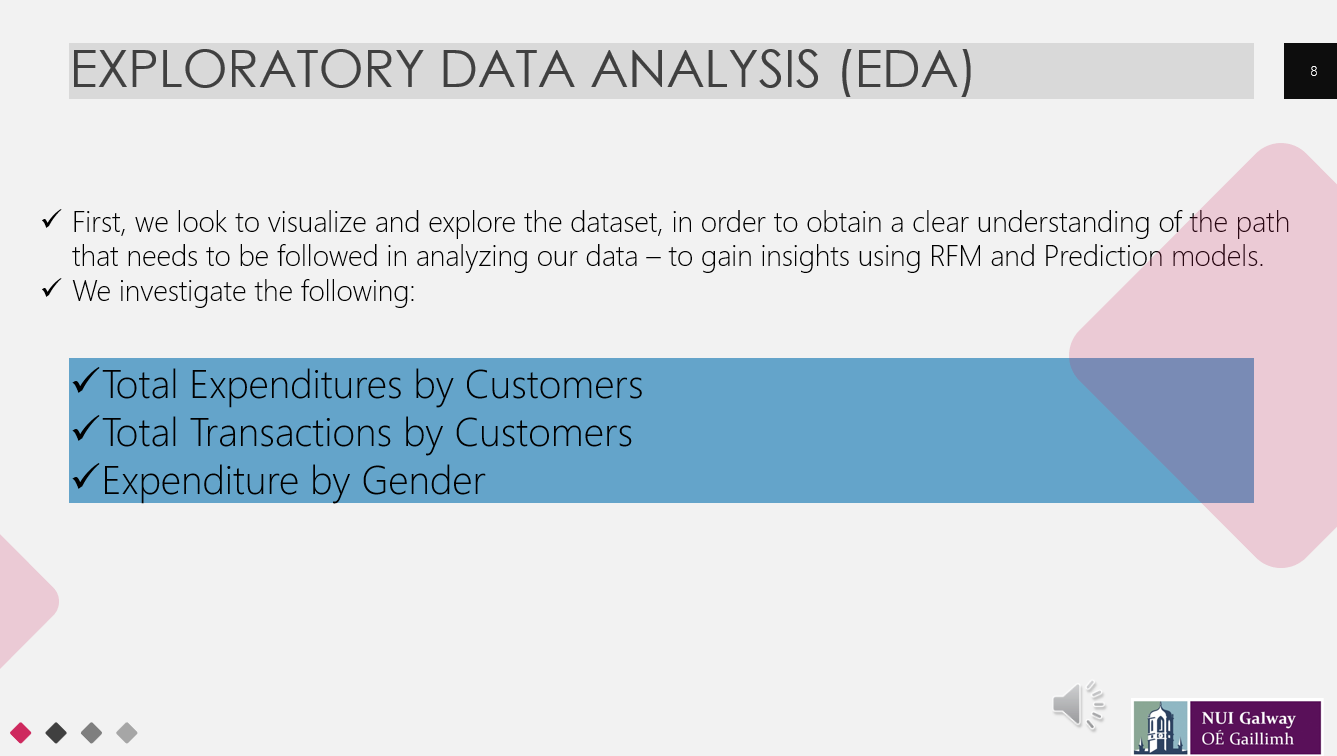 EXPLORATORY DATA ANALYSIS (EDA)
8
✓ First, we look to visualize and explore the dataset, in order to obtain a clear understanding of the path
that needs to be followed in analyzing our data – to gain insights using RFM and Prediction models.
✓ We investigate the following:
✓Total Expenditures by Customers
✓Total Transactions by Customers
✓Expenditure by Gender
NUI Galway
OÉ Gaillimh